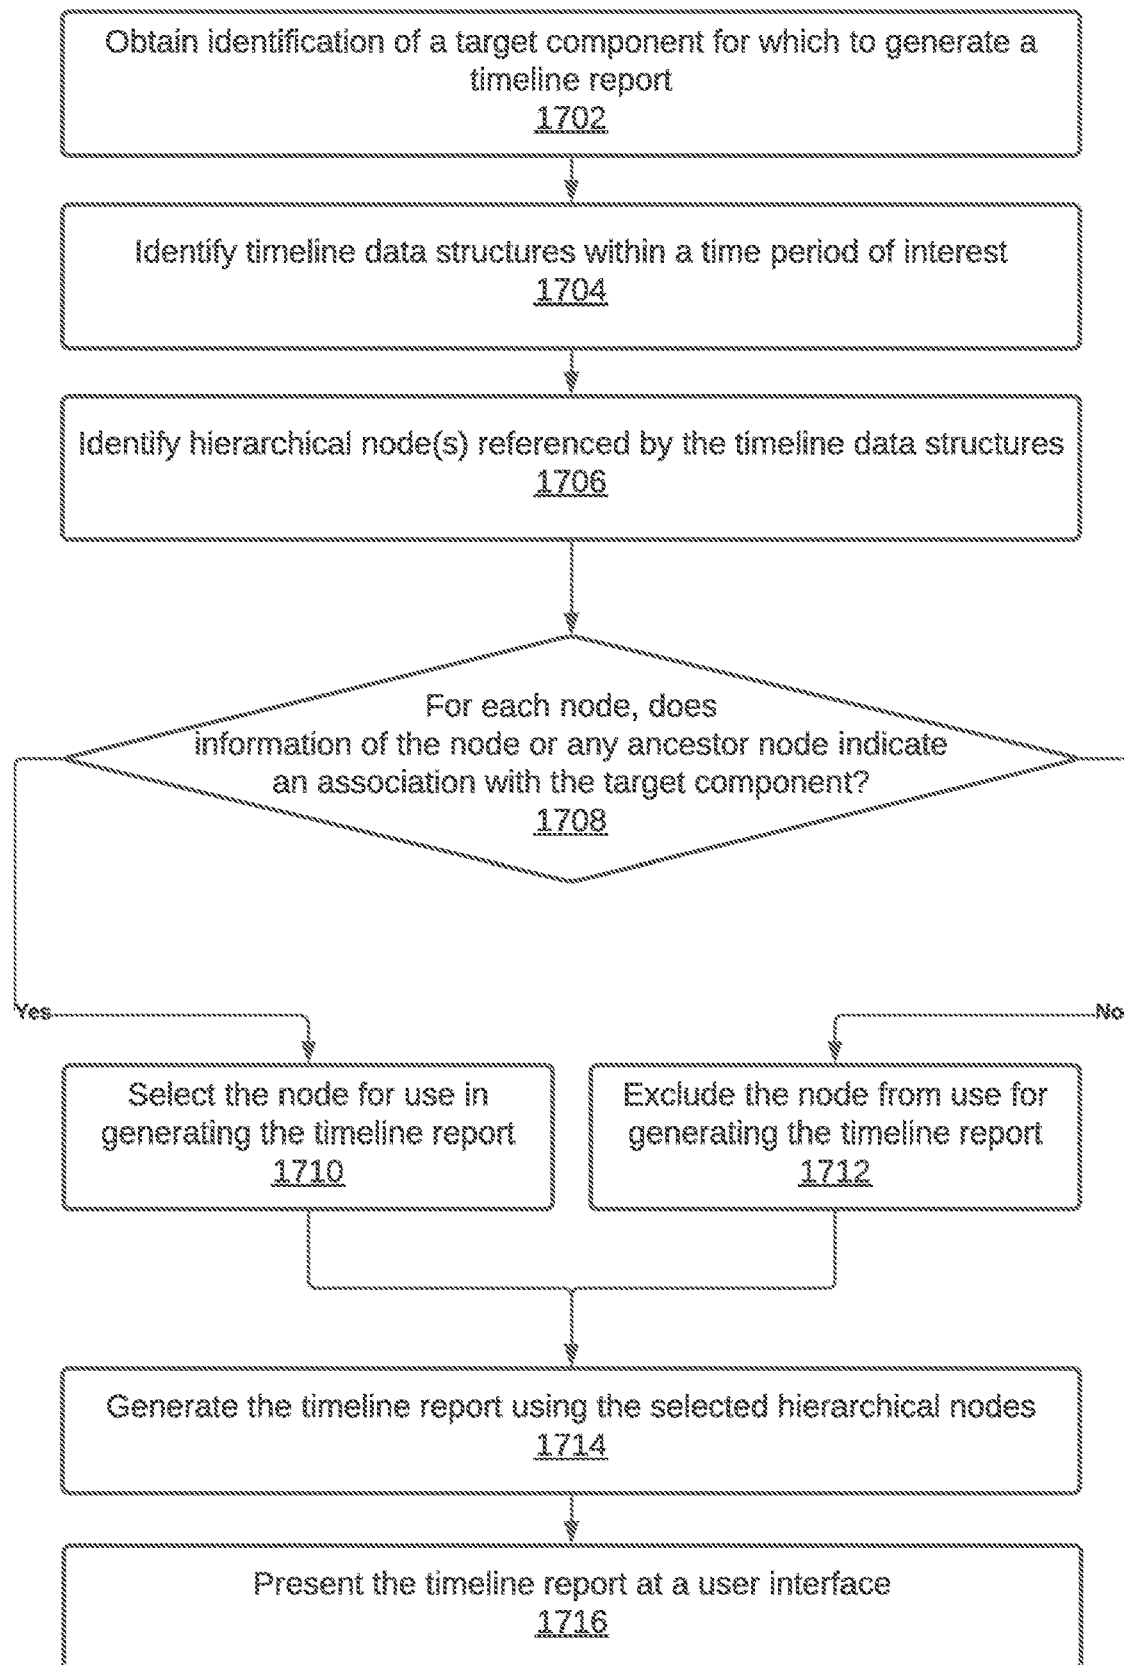 Obtain identification of a target component for which to generate a
timeline report
1702
Identify timeline data structures within a time period of interest
1704
Identify hierarchical node(s) referenced by the timeline data structures
1706
For each node, does
information of the node or any ancestor node indicate
an association with the target component?
1708
Yes
No
Select the node for use in
generating the timeline report
1710
Exclude the node from use for
generating the timeline report
1712
Generate the timeline report using the selected hierarchical nodes
1714
Present the timeline report at a user interface
1716